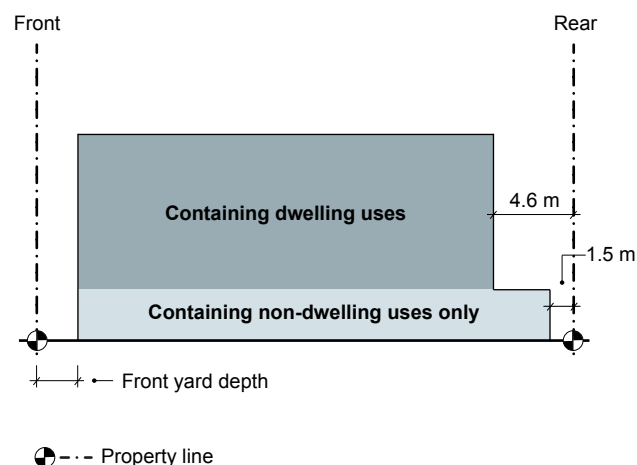 Front
Rear
Containing dwelling uses
4.6 m
1.5 m
Containing non-dwelling uses only
Front yard depth
Property line